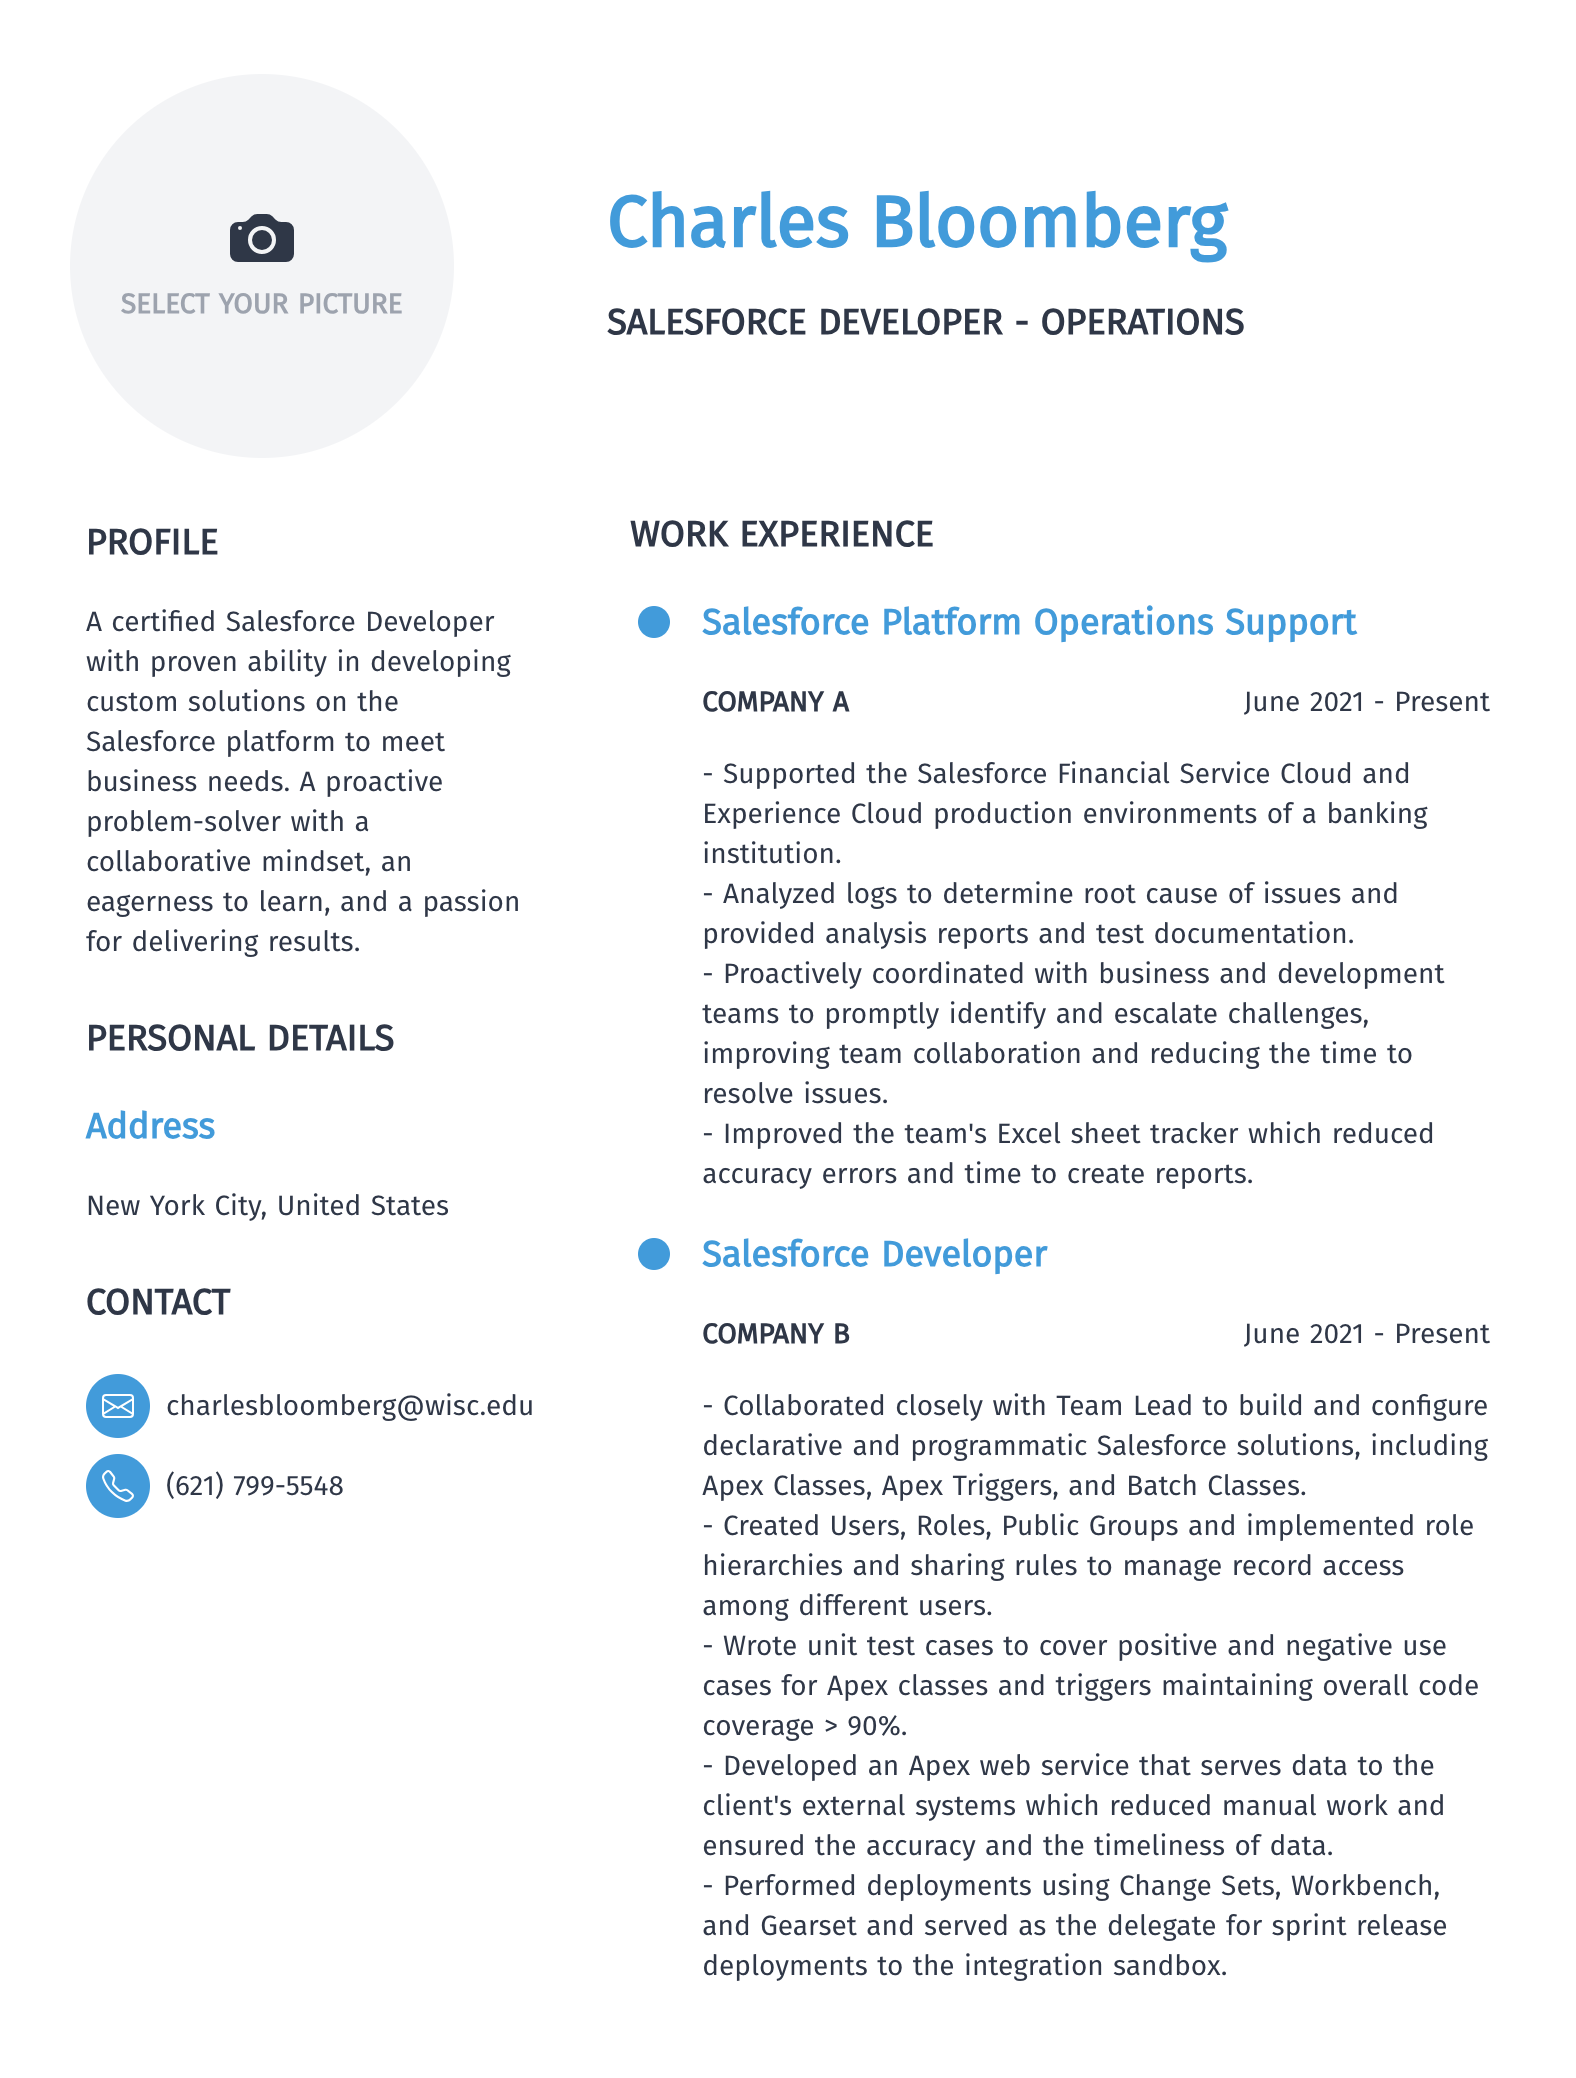 SELECT YOUR PICTURE
Charles Bloomberg
SALESFORCE DEVELOPER - OPERATIONS
PROFILE
A certified Salesforce Developer
with proven ability in developing
custom solutions on the
Salesforce platform to meet
business needs. A proactive
problem-solver with a
collaborative mindset, an
eagerness to learn, and a passion
for delivering results.
PERSONAL DETAILS
Address
New York City, United States
CONTACT
charlesbloomberg@wisc.edu
(621) 799-5548
WORK EXPERIENCE
Salesforce Platform Operations Support
COMPANY A June 2021 - Present
- Supported the Salesforce Financial Service Cloud and
Experience Cloud production environments of a banking
institution.
- Analyzed logs to determine root cause of issues and
provided analysis reports and test documentation.
- Proactively coordinated with business and development
teams to promptly identify and escalate challenges,
improving team collaboration and reducing the time to
resolve issues.
- Improved the team's Excel sheet tracker which reduced
accuracy errors and time to create reports.
Salesforce Developer
COMPANY B June 2021 - Present
- Collaborated closely with Team Lead to build and configure
declarative and programmatic Salesforce solutions, including
Apex Classes, Apex Triggers, and Batch Classes.
- Created Users, Roles, Public Groups and implemented role
hierarchies and sharing rules to manage record access
among different users.
- Wrote unit test cases to cover positive and negative use
cases for Apex classes and triggers maintaining overall code
coverage > 90%.
- Developed an Apex web service that serves data to the
client's external systems which reduced manual work and
ensured the accuracy and the timeliness of data.
- Performed deployments using Change Sets, Workbench,
and Gearset and served as the delegate for sprint release
deployments to the integration sandbox.